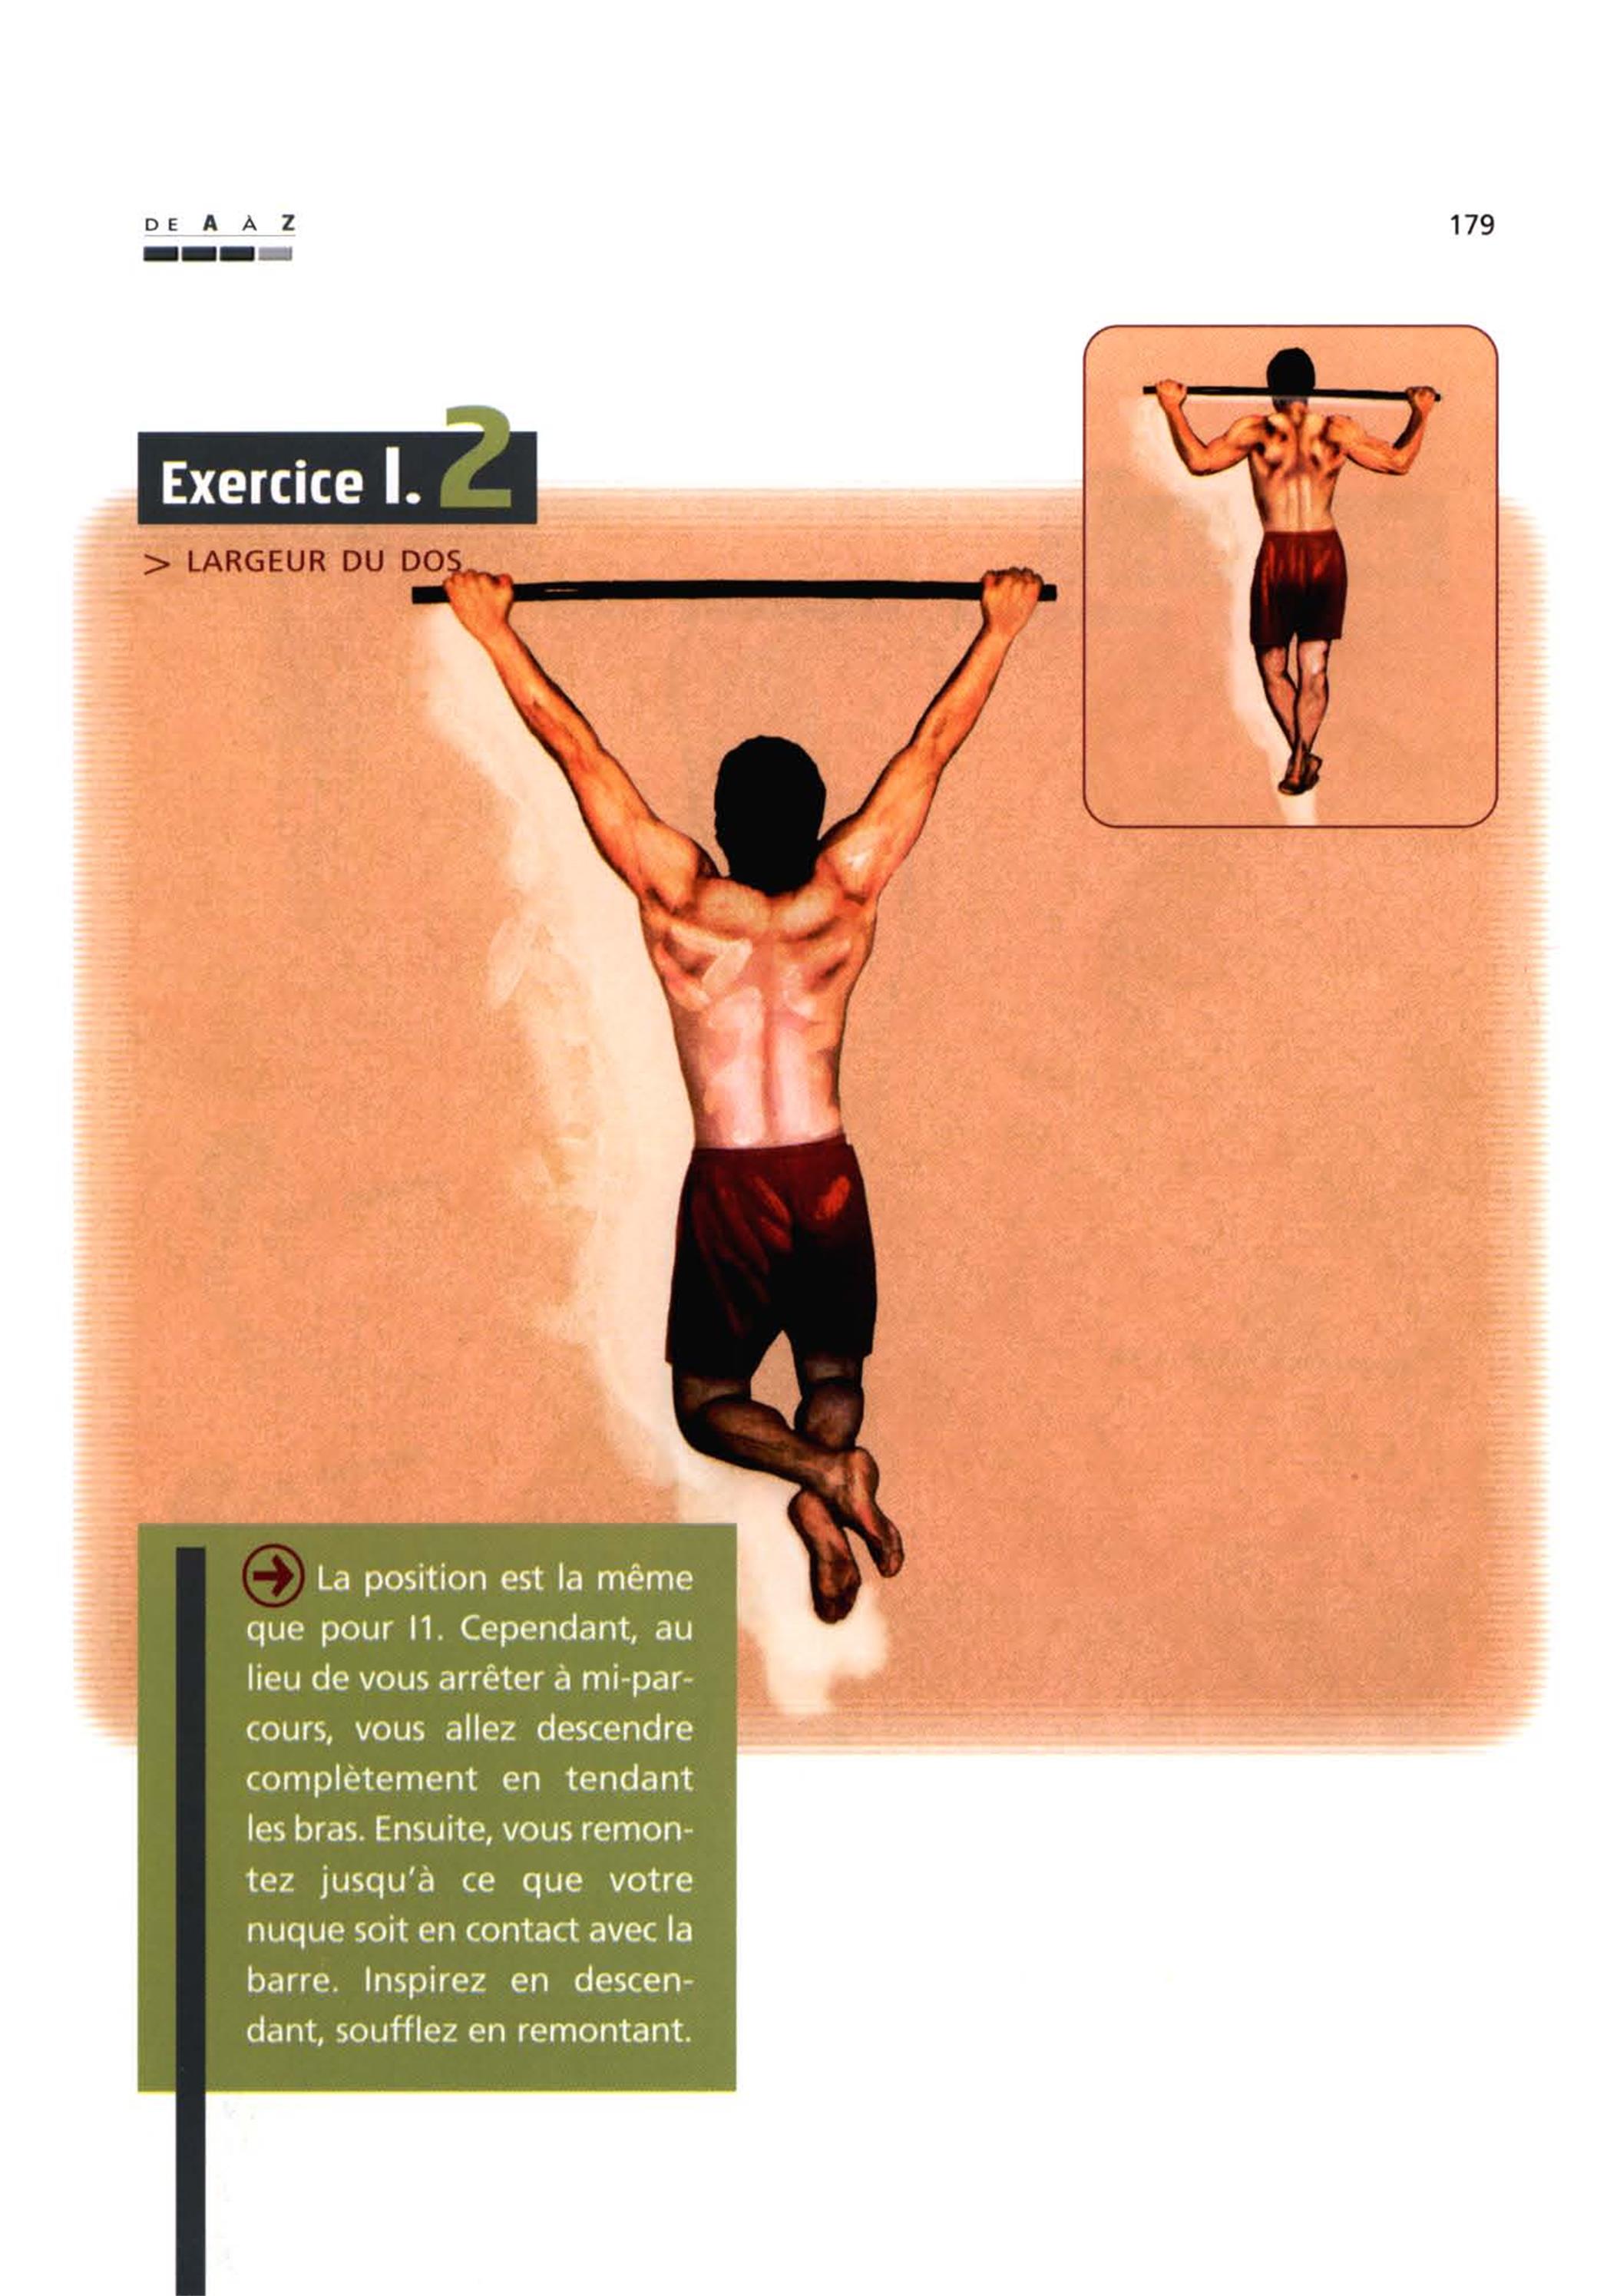 DE A À Z
179
Exercice I.2
> LARGEUR DU DOS
La position est la même
que pour I1. Cependant, au
lieu de vous arrêter à mi-par-
cours, vous allez descendre
complètement en tendant
les bras. Ensuite, vous remon-
tez jusqu'à ce que votre
nuque soit en contact avec la
barre. Inspirez en descen-
dant, soufflez en remontant.